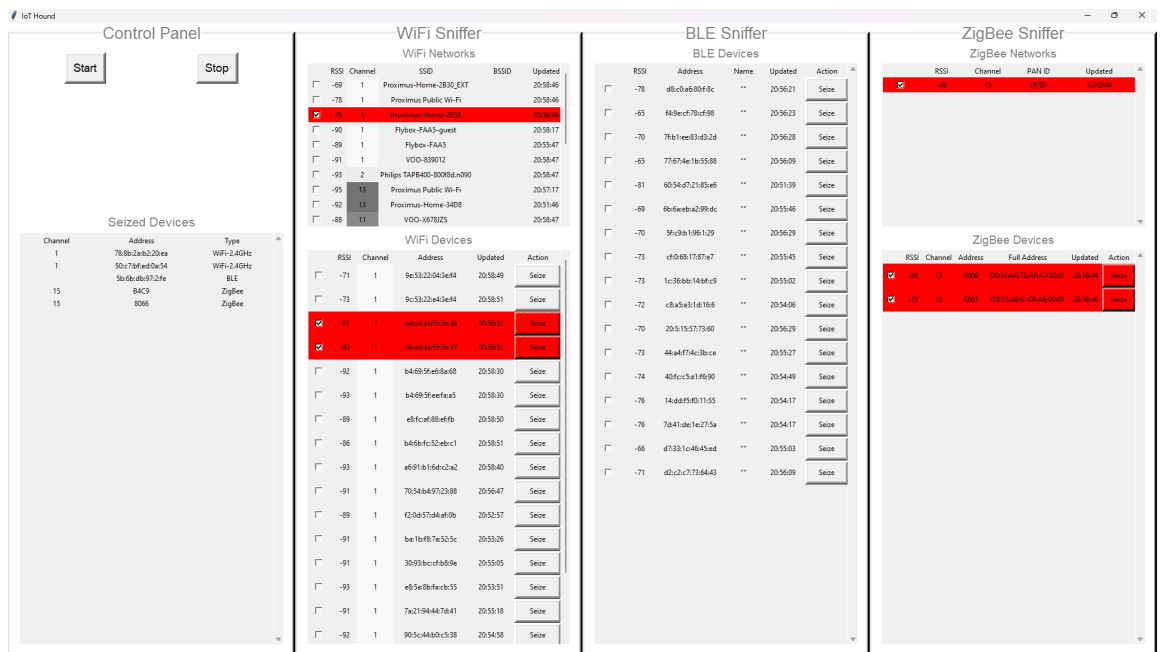 IoT Hound
Control Panel
Start
Stop
Seized Devices
Channel Address Type
1 78:8b:2a:b2:20:ea WiFi-2.4GHz
1 50:c7:bf:ed:0a:54 WiFi-2.4GHz
5b:6b:db:97:2:fe BLE
15 B4C9 ZigBee
15 8066 ZigBee
WiFi Sniffer
WiFi Networks
RSSI Channel SSID BSSID Updated
-69 1 Proximus-Home-2B30_EXT 20:58:46
-78 1 Proximus Public Wi-Fi 20:58:46
-79 1 Proximus-Home-2B30 20:58:46
-90 1 Flybox-FAA5-guest 20:58:17
-89 1 Flybox-FAA5 20:55:47
-91 1 VOO-839012 20:58:47
-93 2 Philips TAPB400-800f8d.n090 20:58:47
-95 13 Proximus Public Wi-Fi 20:57:17
-92 13 Proximus-Home-34D8 20:51:46
-88 11 VOO-X678JZS 20:58:47
WiFi Devices
RSSI Channel Address Updated Action
-71 1 9e:53:22:04:3e:f4 20:58:49 Seize
-73 1 9c:53:22:e4:3e:f4 20:58:51 Seize
-81 1 44:d4:54:f5:2b:36 20:58:51 Seize
-83 1 46:d4:54:f5:2b:37 20:58:51 Seize
-92 1 b4:69:5f:e6:8a:68 20:58:30 Seize
-93 1 b4:69:5f:ee:fa:a5 20:58:30 Seize
-89 1 e8:fc:af:88:ef:fb 20:58:50 Seize
-86 1 b4:6b:fc:52:eb:c1 20:58:51 Seize
-93 1 a6:91:b1:6d:c2:a2 20:58:40 Seize
-91 1 70:54:b4:97:23:88 20:56:47 Seize
-89 1 f2:0d:57:d4:af:0b 20:52:57 Seize
-91 1 ba:1b:f8:7a:52:5c 20:53:26 Seize
-91 1 30:93:bc:cf:b8:9e 20:55:05 Seize
-93 1 e8:5a:8b:fa:cb:55 20:53:51 Seize
-91 1 7a:21:94:44:7d:41 20:55:18 Seize
-92 1 90:5c:44:b0:c5:38 20:54:58 Seize
BLE Sniffer
BLE Devices
RSSI Address Name Updated Action
-78 d8:c0:a6:80:f:8c "" 20:56:21 Seize
-65 f4:9e:cf:78:cf:98 "" 20:56:23 Seize
-70 7f:b1:ee:83:d3:2d "" 20:56:28 Seize
-65 77:67:4e:1b:55:88 "" 20:56:09 Seize
-81 60:54:d7:21:85:e6 "" 20:51:39 Seize
-69 6b:6a:eb:a2:99:dc "" 20:55:46 Seize
-70 5f:c9:b1:96:1:29 "" 20:56:29 Seize
-73 cf:0:68:17:87:e7 "" 20:55:45 Seize
-73 1c:36:bb:14:bf:c9 "" 20:55:02 Seize
-72 c8:a5:e3:1d:16:6 "" 20:54:06 Seize
-70 20:5:15:57:73:60 "" 20:56:29 Seize
-73 44:a4:f7:4c:3b:ce "" 20:55:27 Seize
-74 40:fc:c5:e1:f6:90 "" 20:54:49 Seize
-76 14:dd:f5:f0:11:55 "" 20:54:17 Seize
-76 7d:41:de:1e:27:5a "" 20:54:17 Seize
-66 d7:33:1c:46:45:ed "" 20:55:03 Seize
-71 d2:c2:c7:73:64:43 "" 20:56:09 Seize
ZigBee Sniffer
ZigBee Networks
RSSI Channel PAN ID Updated
-69 15 DF3D 20:58:44
ZigBee Devices
RSSI Channel Address Full Address Updated Action
-69 15 0000 20:58:44 Seize
15 20:58:46 Seize